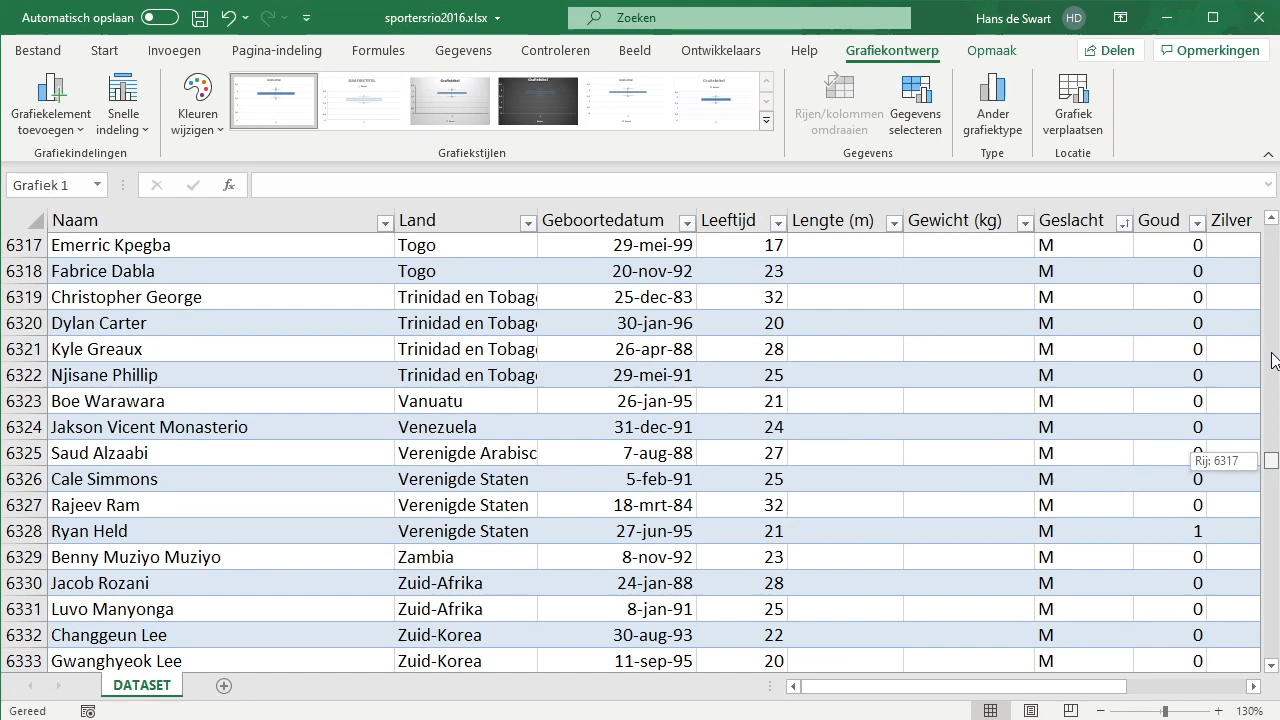 Automatisch opslaan sportersrio2016.xlsx Zoeken Hans de Swart HD
Bestand Start Invoegen Pagina-indeling Formules Gegevens Controleren Beeld Ontwikkelaars Help Grafiekontwerp Opmaak Delen Opmerkingen
Grafiekelement toevoegen
Snelle indeling
Kleuren wijzigen
Rijen/kolommen omdraaien
Gegevens selecteren
Ander grafiektype
Grafiek verplaatsen
Grafiekindelingen Grafiekstijlen Gegevens Type Locatie
Grafiek 1 fx
Naam Land Geboortedatum Leeftijd Lengte (m) Gewicht (kg) Geslacht Goud Zilver
6317 Emerric Kpegba Togo 29-mei-99 17 M 0
6318 Fabrice Dabla Togo 20-nov-92 23 M 0
6319 Christopher George Trinidad en Tobago 25-dec-83 32 M 0
6320 Dylan Carter Trinidad en Tobago 30-jan-96 20 M 0
6321 Kyle Greaux Trinidad en Tobago 26-apr-88 28 M 0
6322 Njisane Phillip Trinidad en Tobago 29-mei-91 25 M 0
6323 Boe Warawara Vanuatu 26-jan-95 21 M 0
6324 Jakson Vicent Monasterio Venezuela 31-dec-91 24 M 0
6325 Saud Alzaabi Verenigde Arabisc 7-aug-88 27 M 0
Rij: 6317
6326 Cale Simmons Verenigde Staten 5-feb-91 25 M 0
6327 Rajeev Ram Verenigde Staten 18-mrt-84 32 M 0
6328 Ryan Held Verenigde Staten 27-jun-95 21 M 1
6329 Benny Muziyo Muziyo Zambia 8-nov-92 23 M 0
6330 Jacob Rozani Zuid-Afrika 24-jan-88 28 M 0
6331 Luvo Manyonga Zuid-Afrika 8-jan-91 25 M 0
6332 Changgeun Lee Zuid-Korea 30-aug-93 22 M 0
6333 Gwanghyeok Lee Zuid-Korea 11-sep-95 20 M 0
DATASET
Gereed 130%